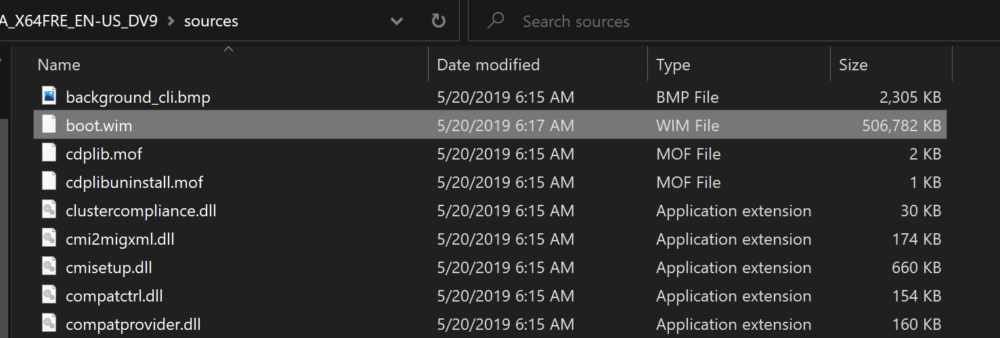 A_X64FRE_EN-US_DV9 > sources Search sources
Name Date modified Type Size
background_cli.bmp 5/20/2019 6:15 AM BMP File 2,305 KB
boot.wim 5/20/2019 6:17 AM WIM File 506,782 KB
cdplib.mof 5/20/2019 6:15 AM MOF File 2 KB
cdplibuninstall.mof 5/20/2019 6:15 AM MOF File 1 KB
clustercompliance.dll 5/20/2019 6:15 AM Application extension 30 KB
cmi2migxml.dll 5/20/2019 6:15 AM Application extension 174 KB
cmisetup.dll 5/20/2019 6:15 AM Application extension 660 KB
compatctrl.dll 5/20/2019 6:15 AM Application extension 154 KB
compatprovider.dll 5/20/2019 6:15 AM Application extension 160 KB